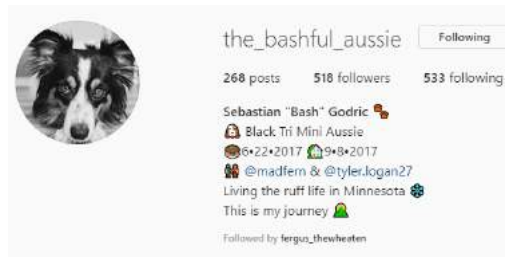 the_bashful_aussie Following
268 posts 518 followers 533 following
Sebastian "Bash" Godric
Black Tri Mini Aussie
6•22•2017 9•8•2017
@madfem & @tyler.logan27
Living the ruff life in Minnesota
This is my journey
Followed by fergus_thewheaten